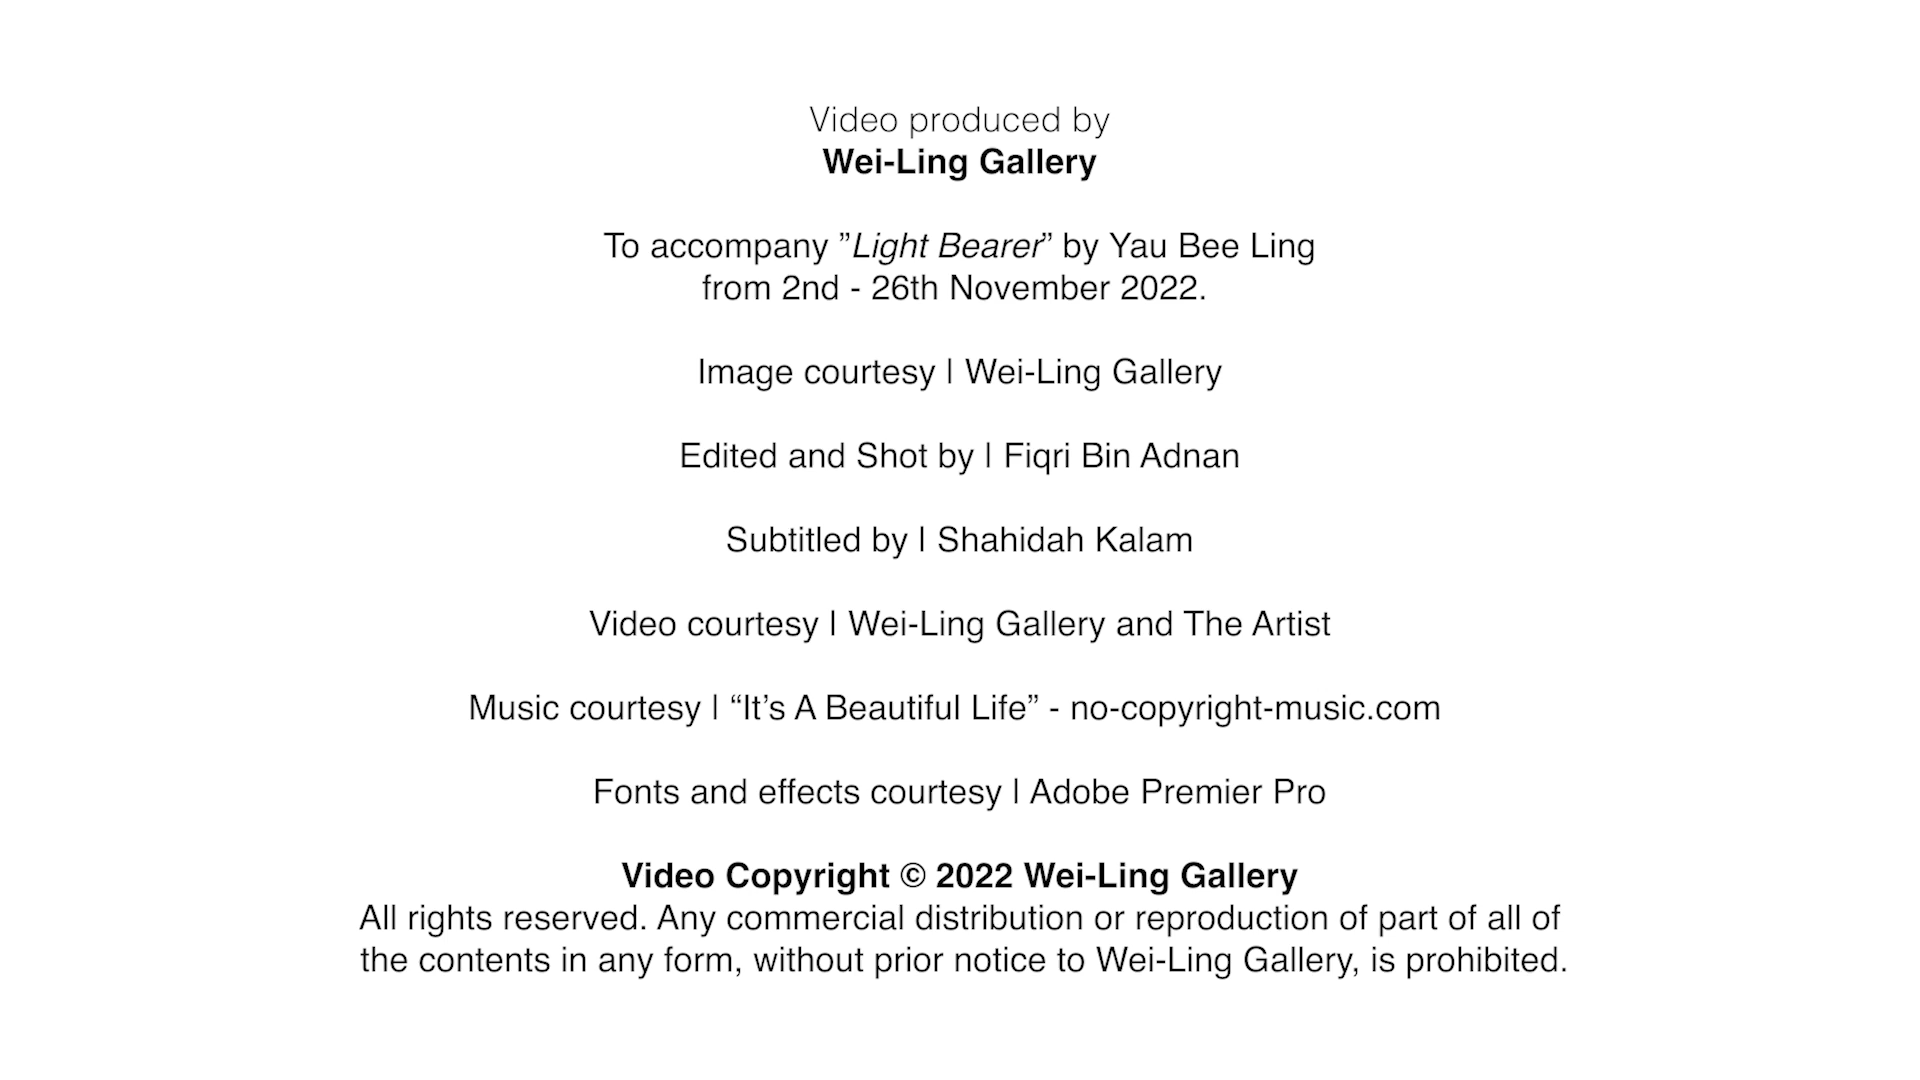 Video produced by
Wei-Ling Gallery
To accompany ”Light Bearer” by Yau Bee Ling
from 2nd - 26th November 2022.
Image courtesy | Wei-Ling Gallery
Edited and Shot by | Fiqri Bin Adnan
Subtitled by | Shahidah Kalam
Video courtesy | Wei-Ling Gallery and The Artist
Music courtesy | “It’s A Beautiful Life” - no-copyright-music.com
Fonts and effects courtesy | Adobe Premier Pro
Video Copyright © 2022 Wei-Ling Gallery
All rights reserved. Any commercial distribution or reproduction of part of all of
the contents in any form, without prior notice to Wei-Ling Gallery, is prohibited.